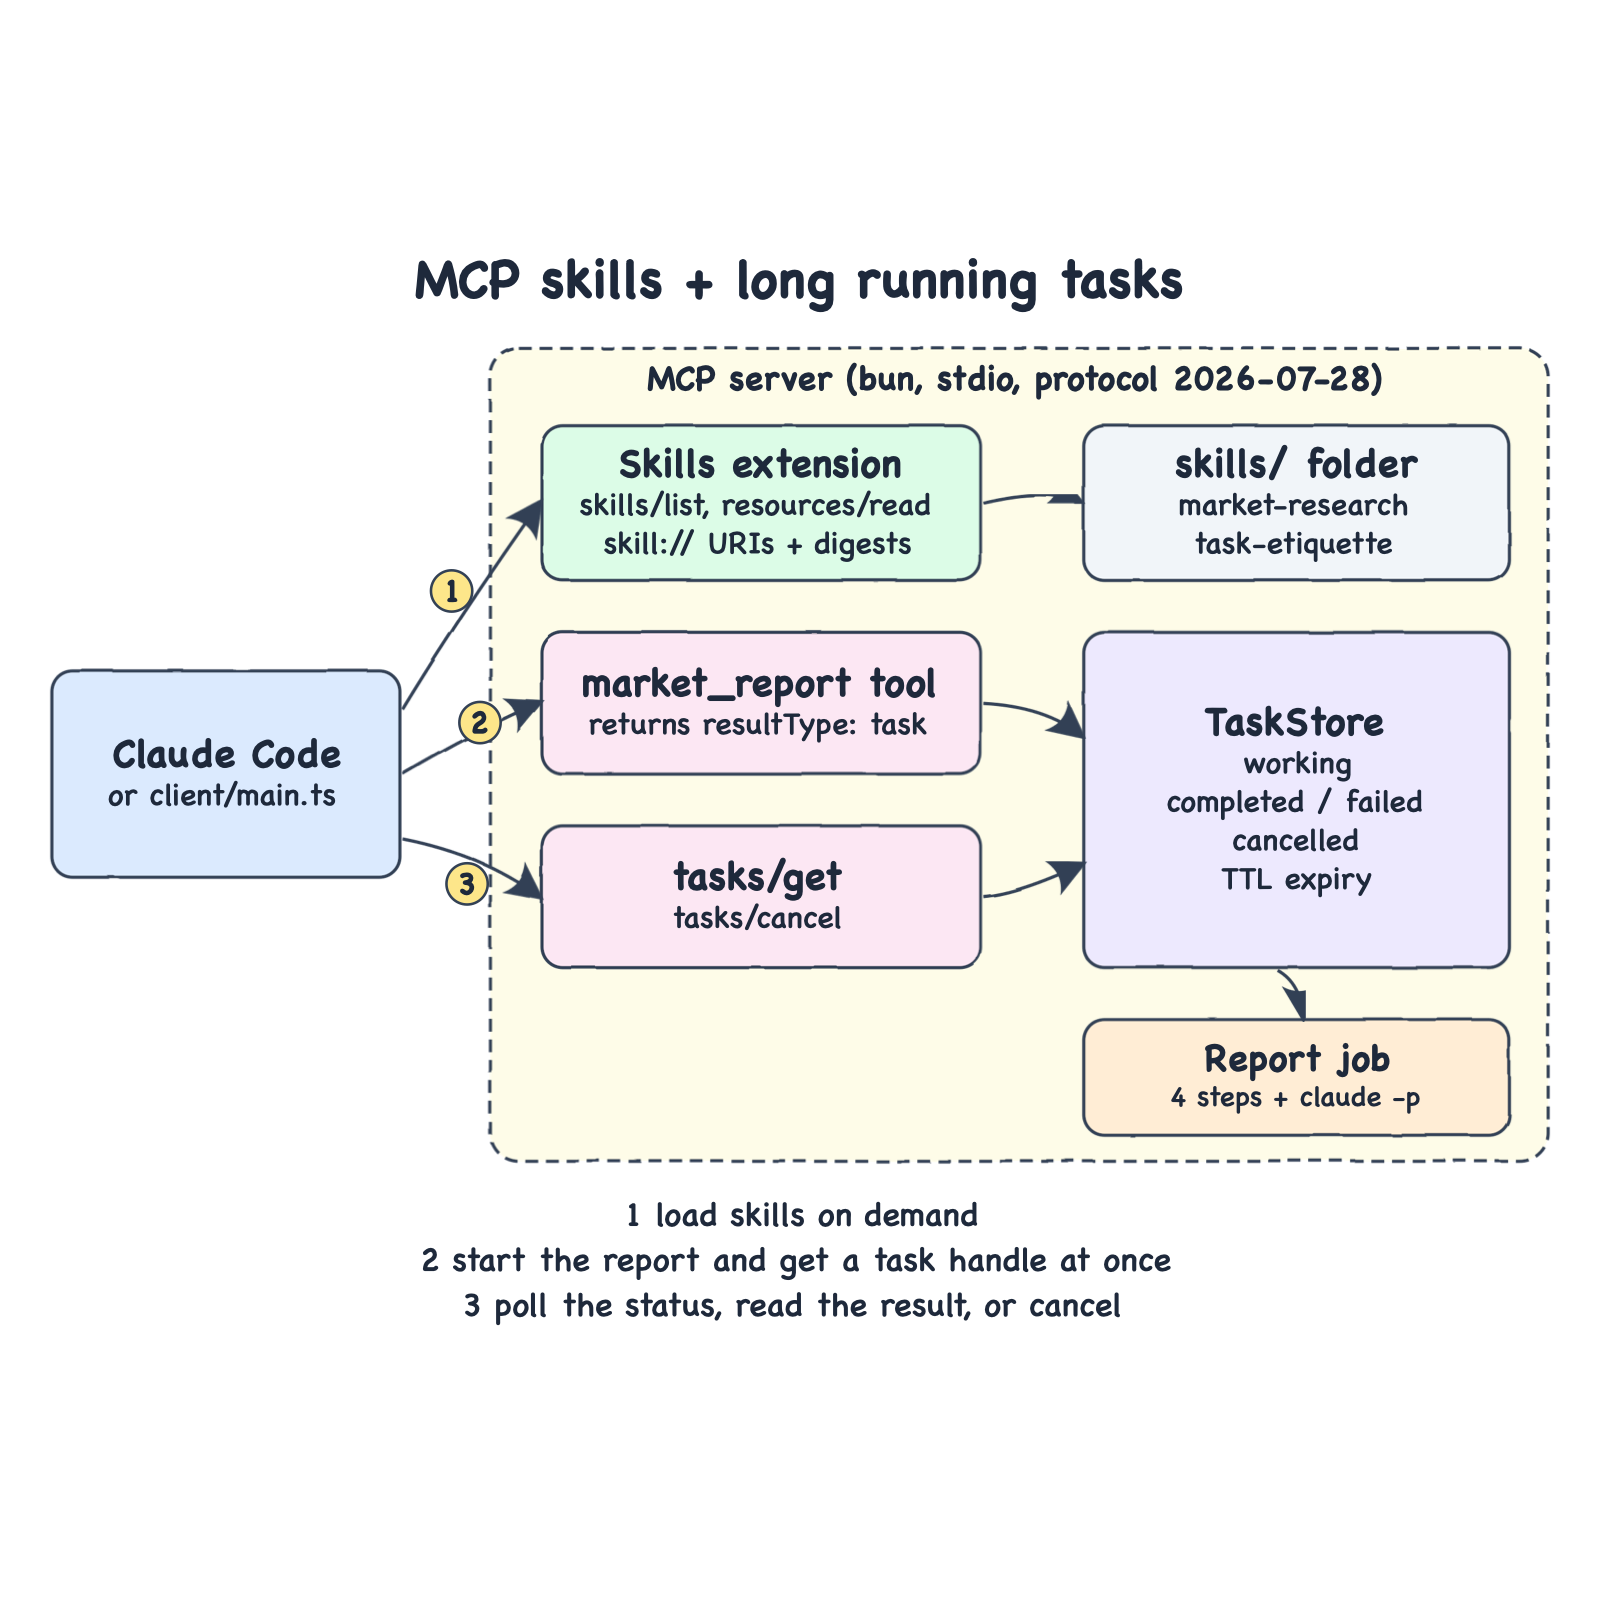 MCP skills + long running tasks
MCP server (bun, stdio, protocol 2026-07-28)
Skills extension
skills/list, resources/read
skill:// URIs + digests
skills/ folder
market-research
task-etiquette
1
market_report tool
returns resultType: task
2
Claude Code
or client/main.ts
TaskStore
working
completed / failed
cancelled
TTL expiry
3
tasks/get
tasks/cancel
Report job
4 steps + claude -p
1 load skills on demand
2 start the report and get a task handle at once
3 poll the status, read the result, or cancel